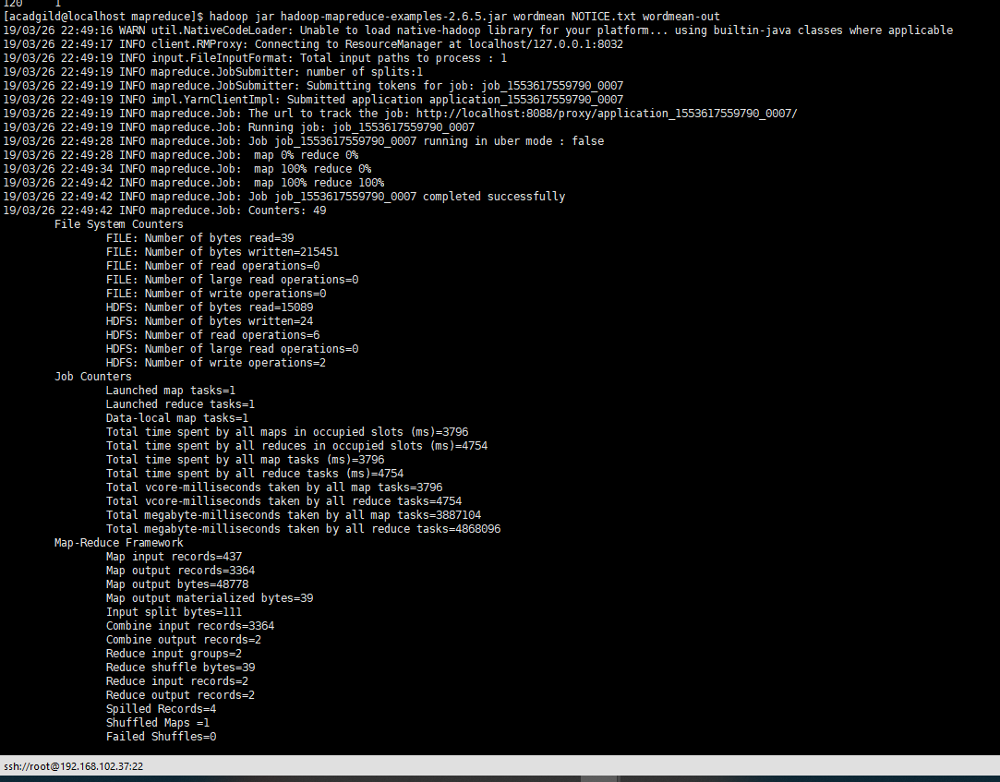 120 1
[acadgild@localhost mapreduce]$ hadoop jar hadoop-mapreduce-examples-2.6.5.jar wordmean NOTICE.txt wordmean-out
19/03/26 22:49:16 WARN util.NativeCodeLoader: Unable to load native-hadoop library for your platform... using builtin-java classes where applicable
19/03/26 22:49:17 INFO client.RMProxy: Connecting to ResourceManager at localhost/127.0.0.1:8032
19/03/26 22:49:19 INFO input.FileInputFormat: Total input paths to process : 1
19/03/26 22:49:19 INFO mapreduce.JobSubmitter: number of splits:1
19/03/26 22:49:19 INFO mapreduce.JobSubmitter: Submitting tokens for job: job_1553617559790_0007
19/03/26 22:49:19 INFO impl.YarnClientImpl: Submitted application application_1553617559790_0007
19/03/26 22:49:19 INFO mapreduce.Job: The url to track the job: http://localhost:8088/proxy/application_1553617559790_0007/
19/03/26 22:49:19 INFO mapreduce.Job: Running job: job_1553617559790_0007
19/03/26 22:49:28 INFO mapreduce.Job: Job job_1553617559790_0007 running in uber mode : false
19/03/26 22:49:28 INFO mapreduce.Job:  map 0% reduce 0%
19/03/26 22:49:34 INFO mapreduce.Job:  map 100% reduce 0%
19/03/26 22:49:42 INFO mapreduce.Job:  map 100% reduce 100%
19/03/26 22:49:42 INFO mapreduce.Job: Job job_1553617559790_0007 completed successfully
19/03/26 22:49:42 INFO mapreduce.Job: Counters: 49
File System Counters
FILE: Number of bytes read=39
FILE: Number of bytes written=215451
FILE: Number of read operations=0
FILE: Number of large read operations=0
FILE: Number of write operations=0
HDFS: Number of bytes read=15089
HDFS: Number of bytes written=24
HDFS: Number of read operations=6
HDFS: Number of large read operations=0
HDFS: Number of write operations=2
Job Counters
Launched map tasks=1
Launched reduce tasks=1
Data-local map tasks=1
Total time spent by all maps in occupied slots (ms)=3796
Total time spent by all reduces in occupied slots (ms)=4754
Total time spent by all map tasks (ms)=3796
Total time spent by all reduce tasks (ms)=4754
Total vcore-milliseconds taken by all map tasks=3796
Total vcore-milliseconds taken by all reduce tasks=4754
Total megabyte-milliseconds taken by all map tasks=3887104
Total megabyte-milliseconds taken by all reduce tasks=4868096
Map-Reduce Framework
Map input records=437
Map output records=3364
Map output bytes=48778
Map output materialized bytes=39
Input split bytes=111
Combine input records=3364
Combine output records=2
Reduce input groups=2
Reduce shuffle bytes=39
Reduce input records=2
Reduce output records=2
Spilled Records=4
Shuffled Maps =1
Failed Shuffles=0
ssh://root@192.168.102.37:22